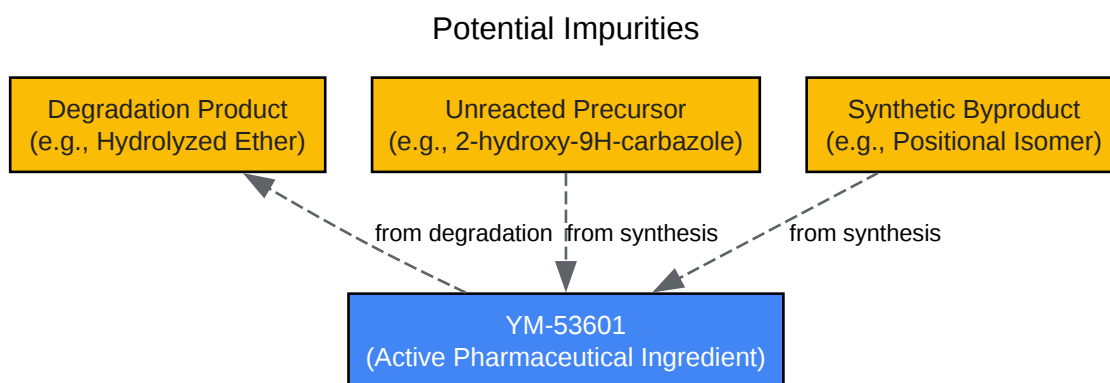 Potential Impurities
Degradation Product
(e.g., Hydrolyzed Ether)
Unreacted Precursor
(e.g., 2-hydroxy-9H-carbazole)
Synthetic Byproduct
(e.g., Positional Isomer)
from degradation
from synthesis
from synthesis
YM-53601
(Active Pharmaceutical Ingredient)